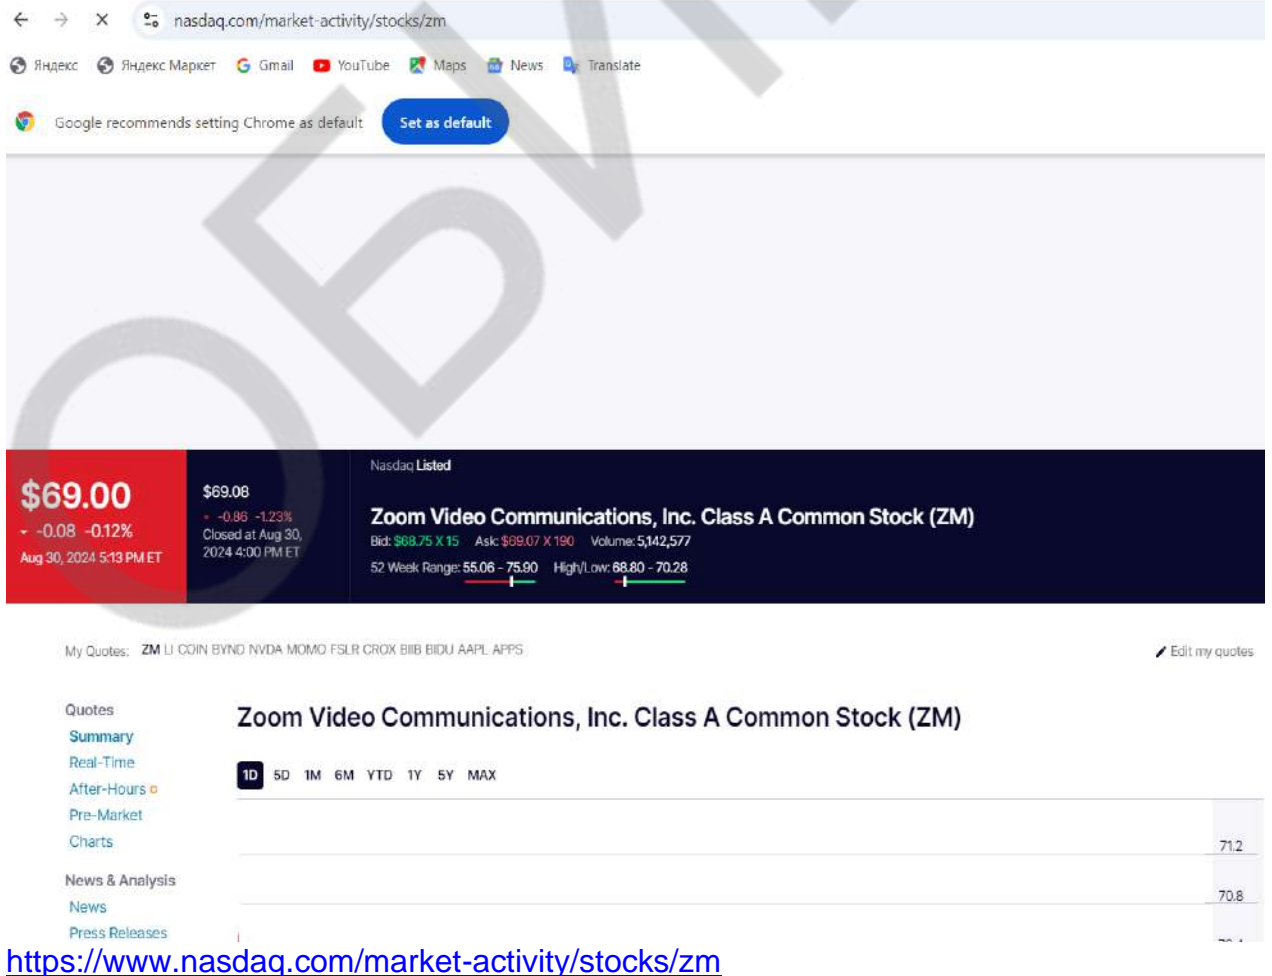 nasdaq.com/market-activity/stocks/zm
Яндекс Яндекс Маркет Gmail YouTube Maps News Translate
Google recommends setting Chrome as default Set as default
Nasdaq Listed
$69.00
-0.08 -0.12%
Aug 30, 2024 5:13 PM ET
$69.08
-0.86 -1.23%
Closed at Aug 30,
2024 4:00 PM ET
Zoom Video Communications, Inc. Class A Common Stock (ZM)
Bid: $68.75 X 15 Ask: $69.07 X 190 Volume: 5,142,577
52 Week Range: 55.06 - 75.90 High/Low: 68.80 - 70.28
My Quotes: ZM LI COIN BYND NVDA MOMO FSLR CROX BIIB BIDU AAPL APPS
Edit my quotes
Quotes
Summary
Real-Time
After-Hours
Pre-Market
Charts
News & Analysis
News
Press Releases
Zoom Video Communications, Inc. Class A Common Stock (ZM)
1D 5D 1M 6M YTD 1Y 5Y MAX
71.2
70.8
https://www.nasdaq.com/market-activity/stocks/zm